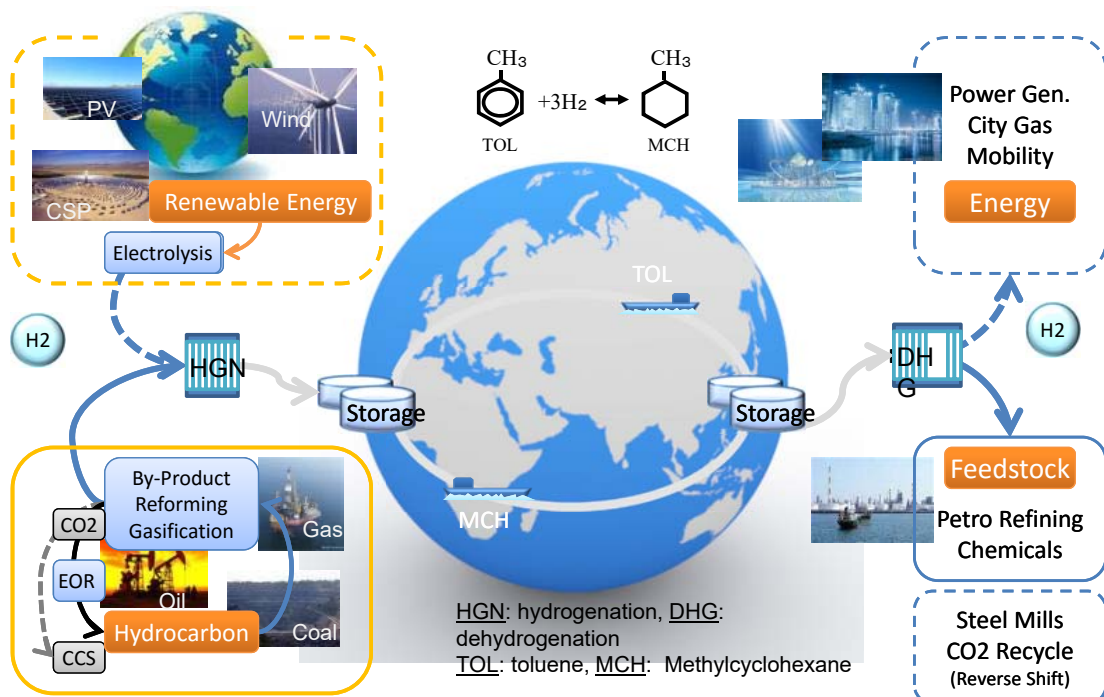 PV
Wind
CSP
Renewable Energy
Electrolysis
H2
HGN
CH₃
+3H₂
TOL
CH₃
MCH
TOL
Storage
Storage
MCH
Power Gen.
City Gas
Mobility
Energy
H2
DH
G
Feedstock
Petro Refining
Chemicals
Steel Mills
CO2 Recycle
(Reverse Shift)
By-Product
Reforming
Gasification
Gas
CO2
EOR
Oil
Hydrocarbon
Coal
CCS
HGN: hydrogenation, DHG:
dehydrogenation
TOL: toluene, MCH: Methylcyclohexane